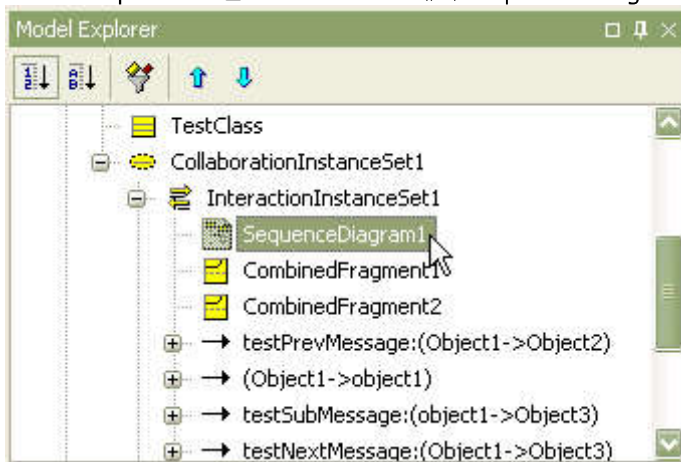 Model Explorer
TestClass
CollaborationInstanceSet1
InteractionInstanceSet1
SequenceDiagram1
CombinedFragment1
CombinedFragment2
testPrevMessage:(Object1->Object2)
(Object1->object1)
testSubMessage:(object1->Object3)
testNextMessage:(Object1->Object3)